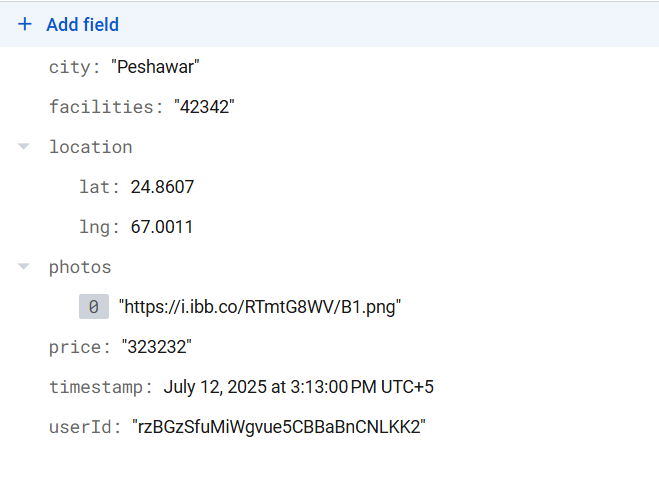 + Add field
city: "Peshawar"
facilities: "42342"
location
lat: 24.8607
lng: 67.0011
photos
0 "https://i.ibb.co/RTmtG8WV/B1.png"
price: "323232"
timestamp: July 12, 2025 at 3:13:00 PM UTC+5
userId: "rzBGzSfuMiWgvue5CBBaBnCNLKK2"